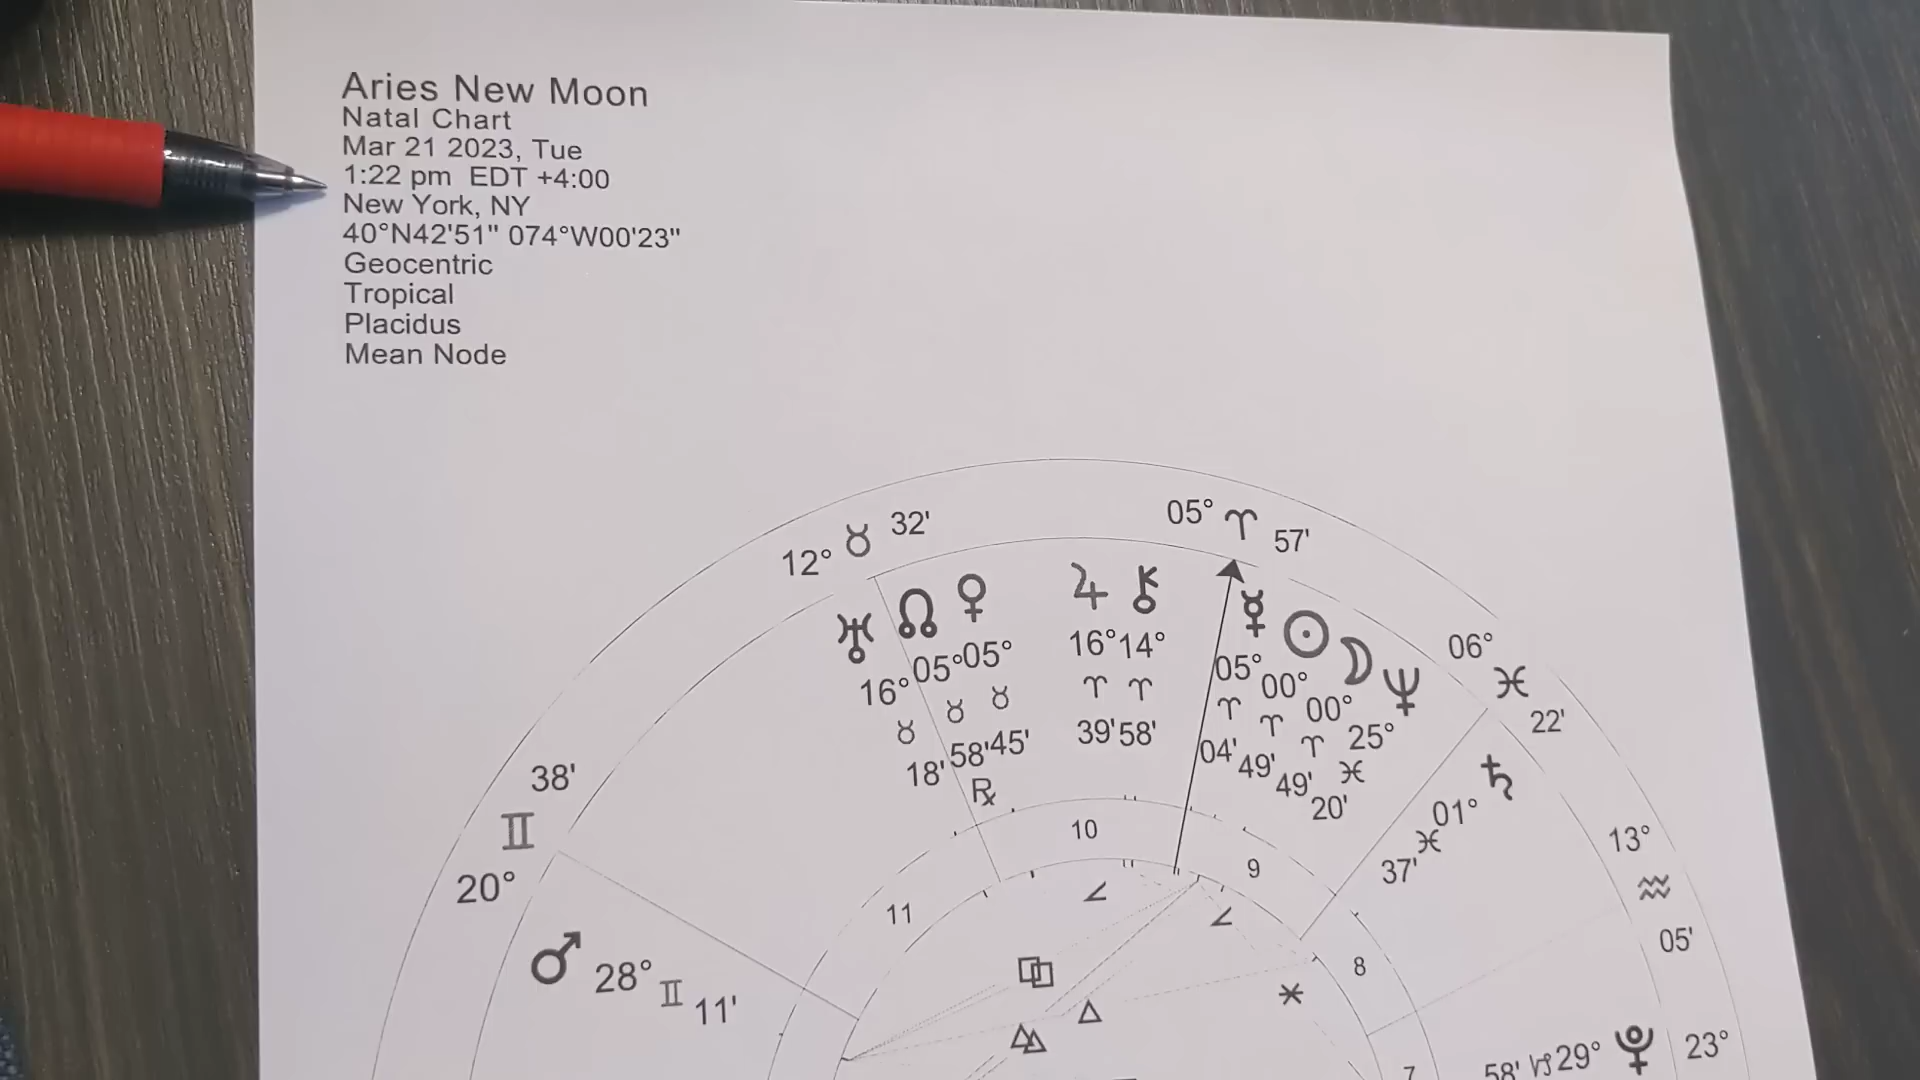 Aries New Moon
Natal Chart
Mar 21 2023, Tue
1:22 pm EDT +4:00
New York, NY
40°N42'51" 074°W00'23"
Geocentric
Tropical
Placidus
Mean Node
12° ♉ 32'
05° ♈ 57'
06° ♓ 22'
♅ 16° ♉ 18'
☊ 05° ♉ 58' ℞
♀ 05° ♉ 45'
♃ 16° ♈ 39'
⚷ 14° ♈ 58'
☿ 05° ♈ 04'
☉ 00° ♈ 49'
☽ 00° ♈ 49'
♆ 25° ♓ 20'
20° ♊ 38'
♄ 01° ♓ 37'
13° ♒ 05'
♂ 28° ♊ 11'
11
10
9
8
7
58' ♑ 29° ♇
23°